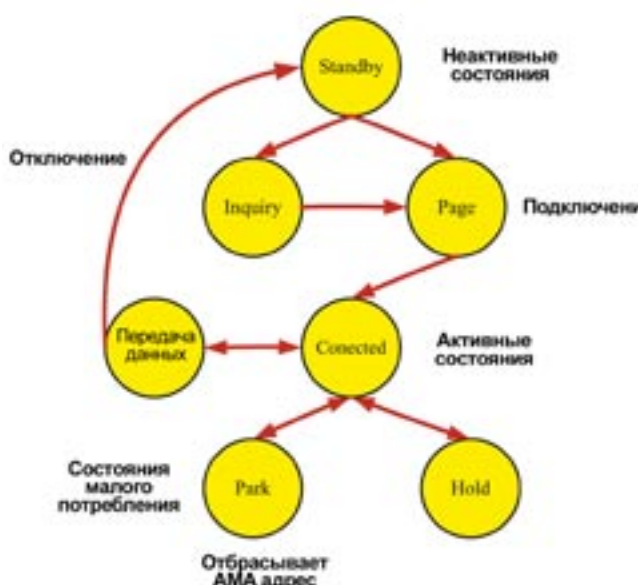 Standby
Неактивные
состояния
Отключение
Inquiry
Page
Подключени
Передача
данных
Conected
Активные
состояния
Состояния
малого
потребления
Park
Hold
Отбрасывает
АМА адрес